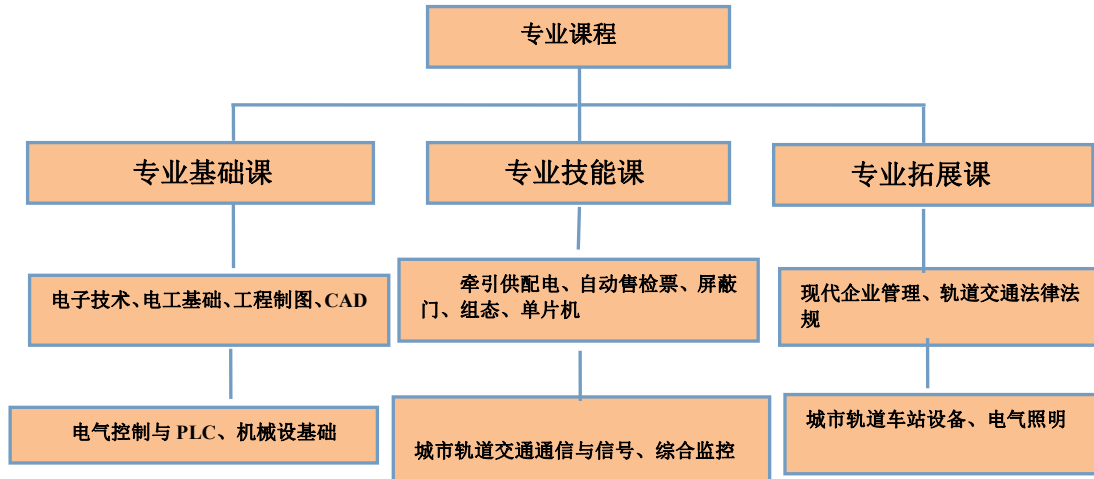 专业课程
专业基础课
专业技能课
专业拓展课
电子技术、电工基础、工程制图、CAD
牵引供配电、自动售检票、屏蔽
门、组态、单片机
现代企业管理、轨道交通法律法
规
电气控制与 PLC、机械设基础
城市轨道交通通信与信号、综合监控
城市轨道车站设备、电气照明